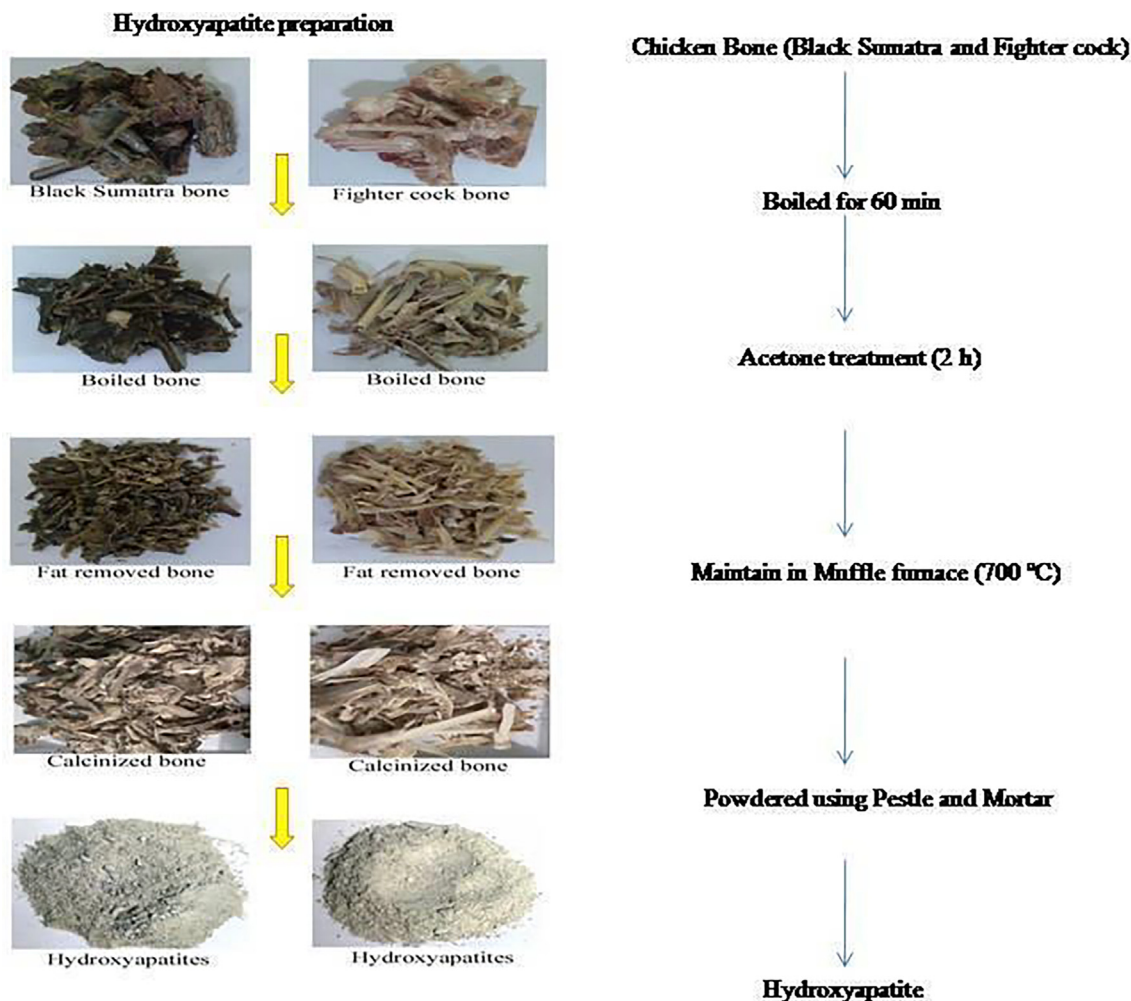 Hydroxyapatite preparation
Black Sumatra bone
Fighter cock bone
Boiled bone
Boiled bone
Fat removed bone
Fat removed bone
Calcinized bone
Calcinized bone
Hydroxyapatites
Hydroxyapatites
Chicken Bone (Black Sumatra and Fighter cock)
Boiled for 60 min
Acetone treatment (2 h)
Maintain in Muffle furnace (700 °C)
Powdered using Pestle and Mortar
Hydroxyapatite